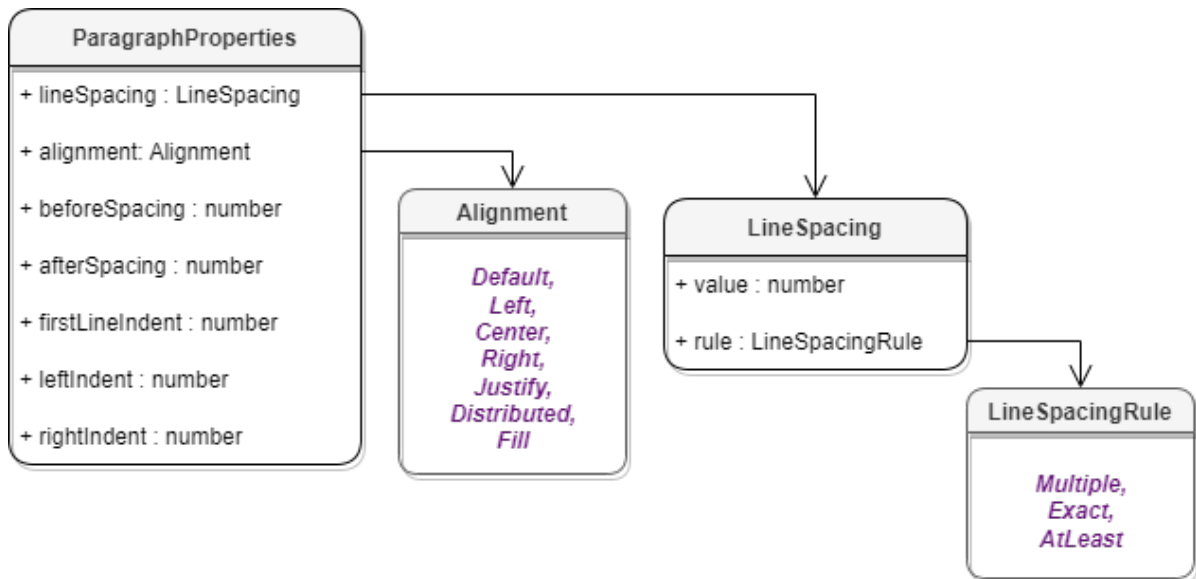 ParagraphProperties
+ lineSpacing : LineSpacing
+ alignment: Alignment
+ beforeSpacing : number
+ afterSpacing : number
+ firstLineIndent : number
+ leftIndent : number
+ rightIndent : number
Alignment
Default,
Left,
Center,
Right,
Justify,
Distributed,
Fill
LineSpacing
+ value : number
+ rule : LineSpacingRule
LineSpacingRule
Multiple,
Exact,
AtLeast